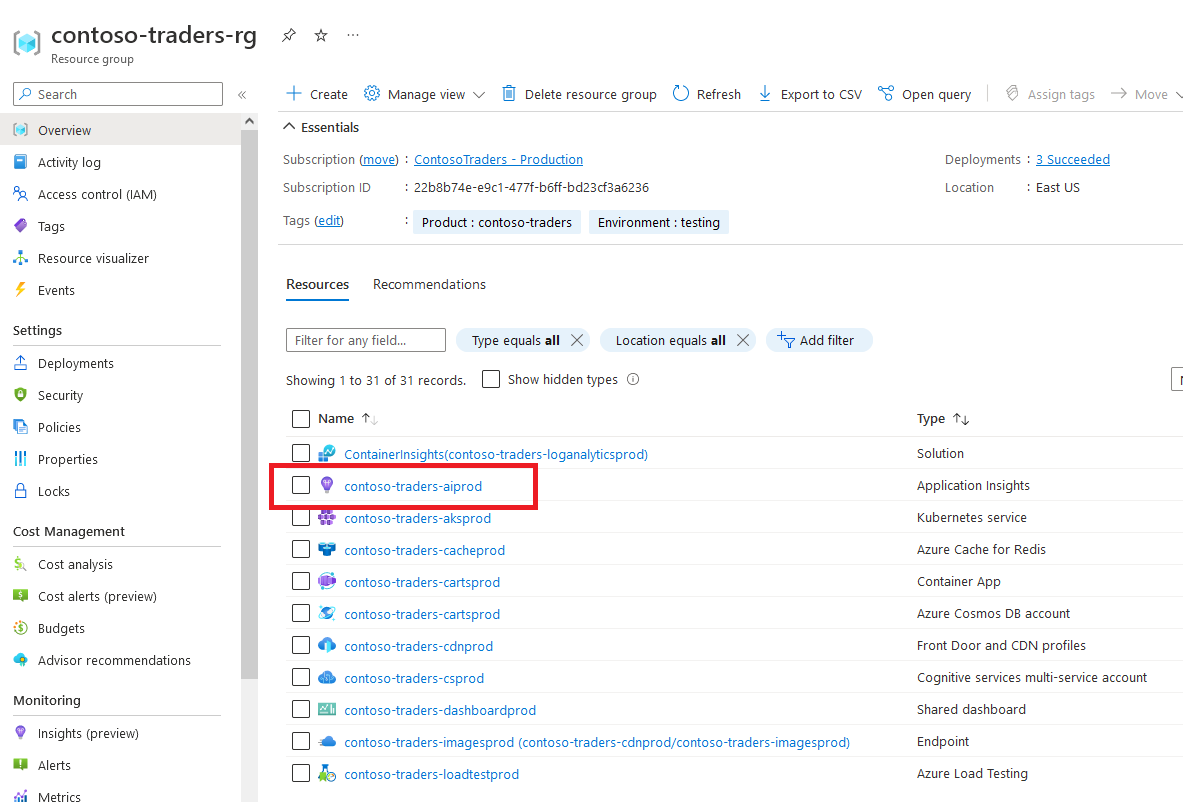 contoso-traders-rg
Resource group
Search
Overview
Activity log
Access control (IAM)
Tags
Resource visualizer
Events
Settings
Deployments
Security
Policies
Properties
Locks
Cost Management
Cost analysis
Cost alerts (preview)
Budgets
Advisor recommendations
Monitoring
Insights (preview)
Alerts
Metrics
Create Manage view Delete resource group Refresh Export to CSV Open query Assign tags Move
Essentials
Subscription (move) : ContosoTraders - Production Deployments : 3 Succeeded
Subscription ID : 22b8b74e-e9c1-477f-b6ff-bd23cf3a6236 Location : East US
Tags (edit) : Product : contoso-traders Environment : testing
Resources Recommendations
Filter for any field... Type equals all Location equals all Add filter
Showing 1 to 31 of 31 records. Show hidden types
Name Type
ContainerInsights(contoso-traders-loganalyticsprod) Solution
contoso-traders-aiprod Application Insights
contoso-traders-aksprod Kubernetes service
contoso-traders-cacheprod Azure Cache for Redis
contoso-traders-cartsprod Container App
contoso-traders-cartsprod Azure Cosmos DB account
contoso-traders-cdnprod Front Door and CDN profiles
contoso-traders-csprod Cognitive services multi-service account
contoso-traders-dashboardprod Shared dashboard
contoso-traders-imagesprod (contoso-traders-cdnprod/contoso-traders-imagesprod) Endpoint
contoso-traders-loadtestprod Azure Load Testing